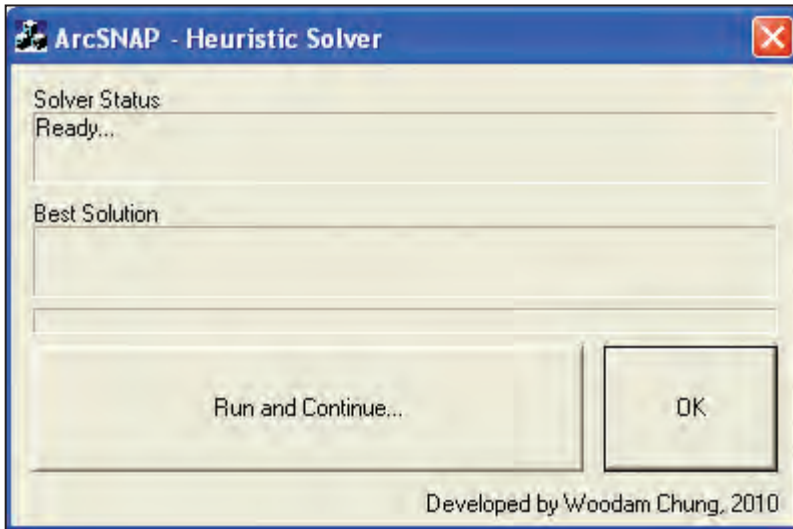 ArcSNAP - Heuristic Solver
Solver Status
Ready...
Best Solution
Run and Continue...
OK
Developed by Woodam Chung, 2010